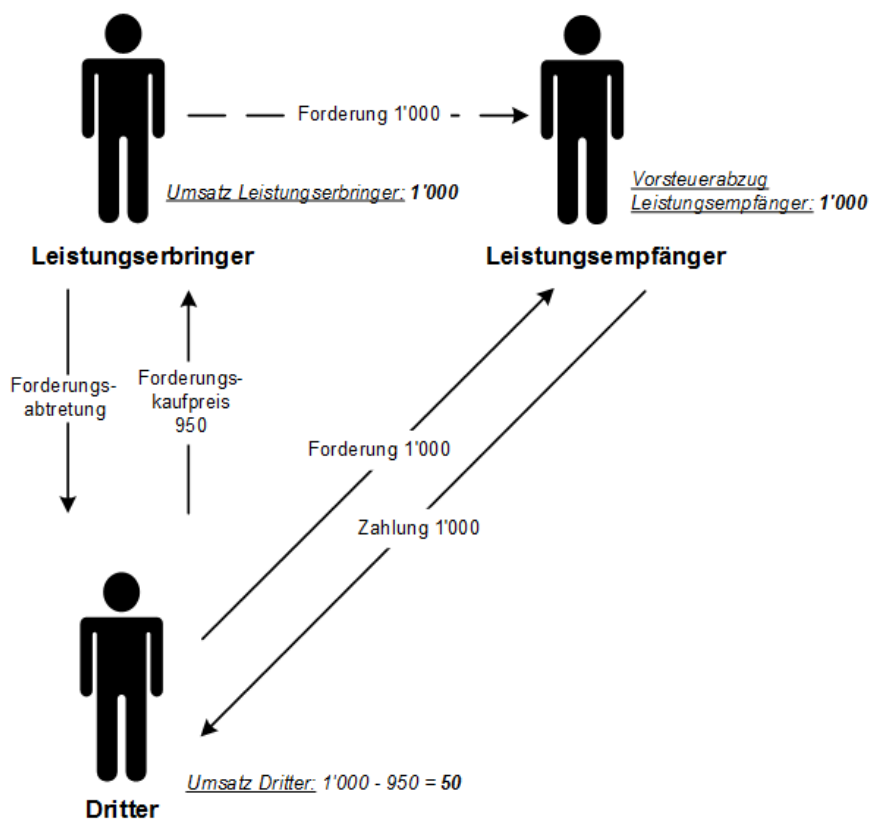 Forderung 1'000
Umsatz Leistungserbringer: 1'000
Vorsteuerabzug
Leistungsempfänger: 1'000
Leistungserbringer
Leistungsempfänger
Forderungs-
abtretung
Forderungs-
kaufpreis
950
Forderung 1'000
Zahlung 1'000
Umsatz Dritter: 1'000 - 950 = 50
Dritter